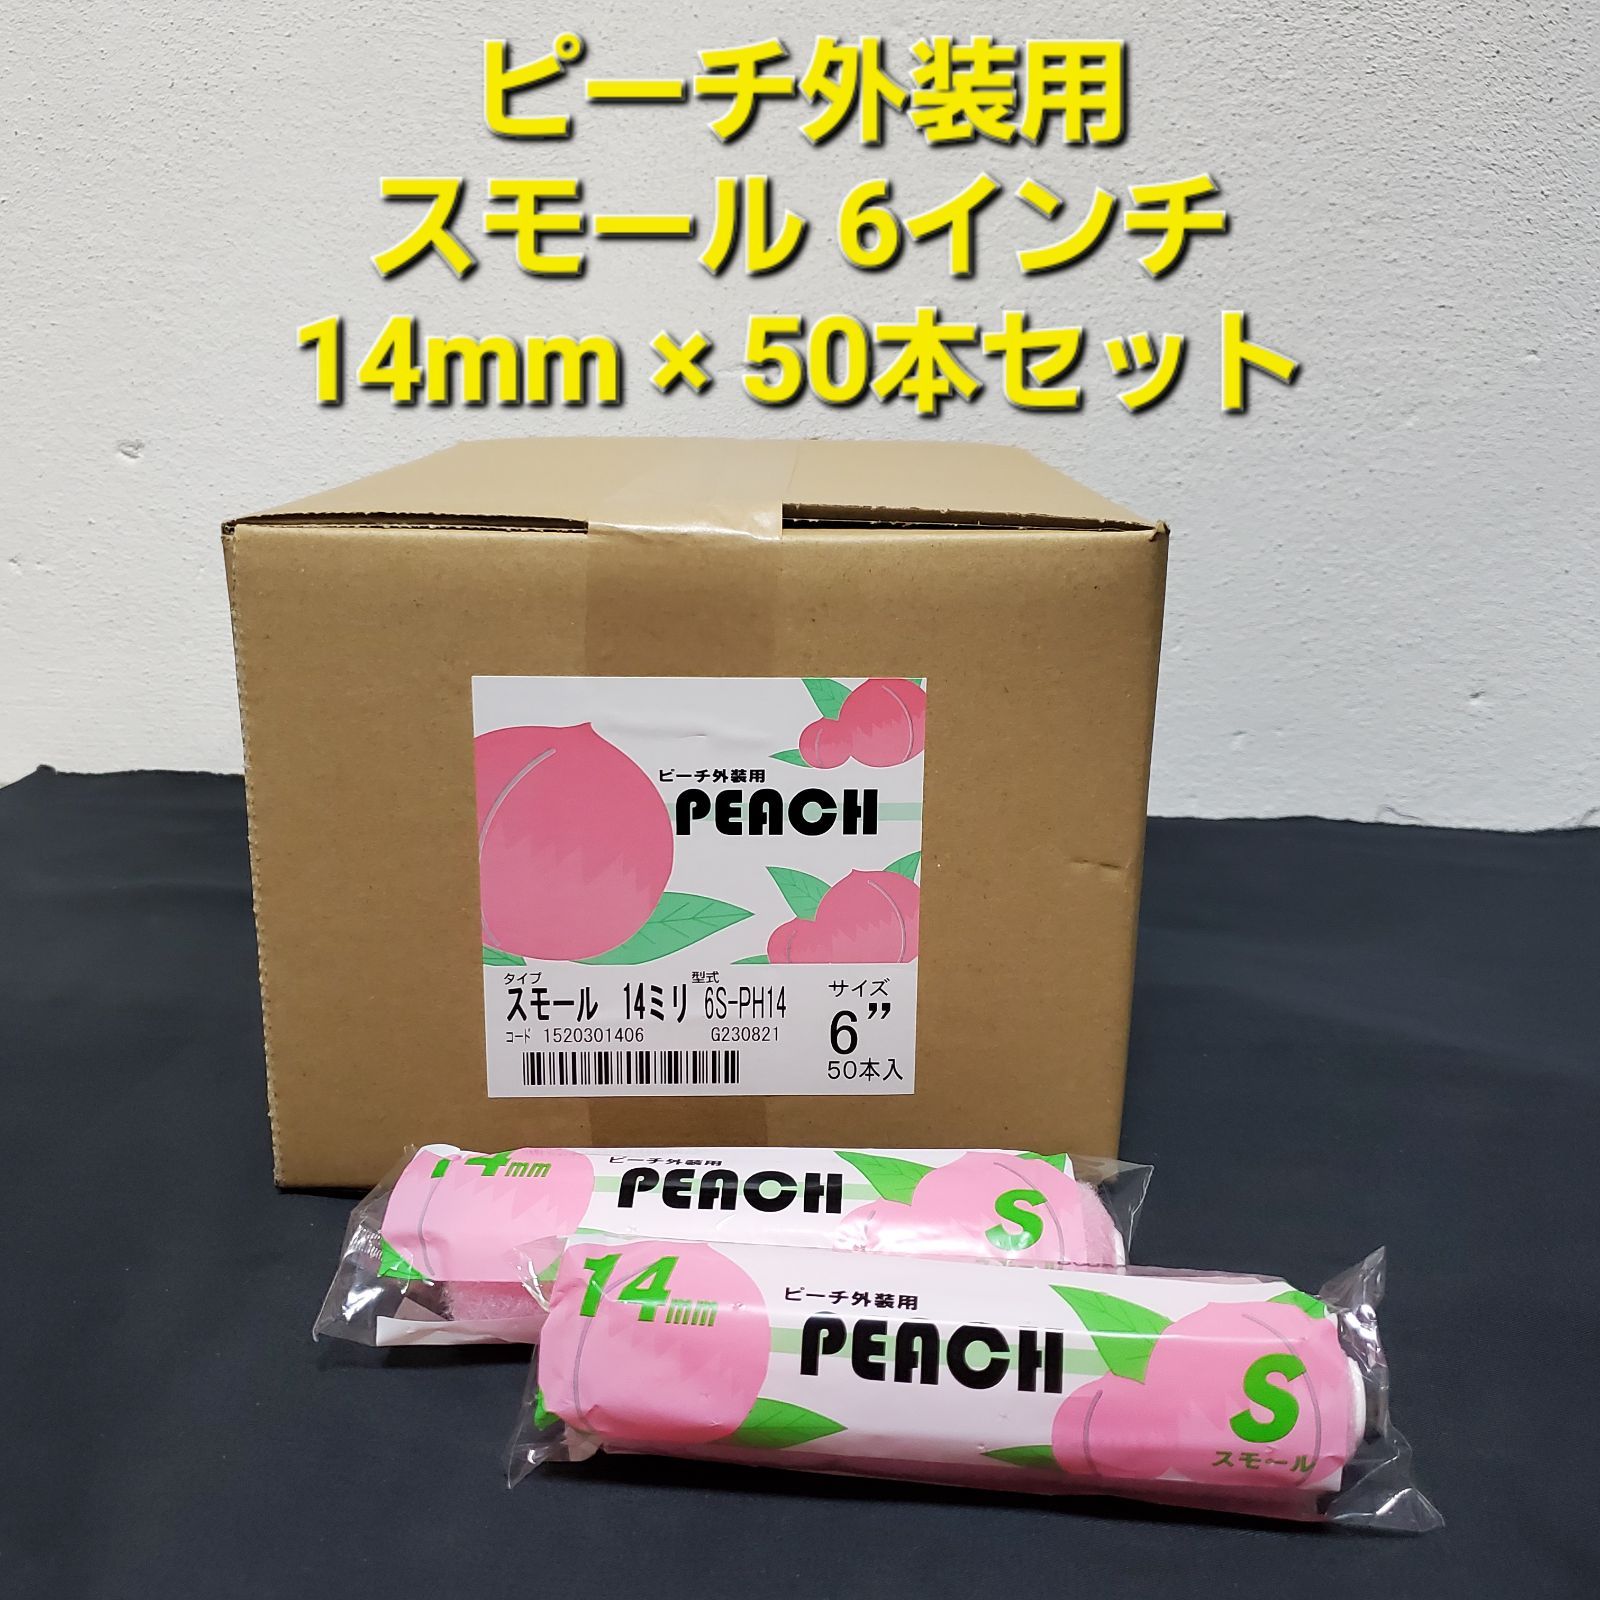 ピーチ外装用
スモール 6インチ
14mm × 50本セット
ピーチ外装用
PEACH
タイプ 型式
スモール 14ミリ 6S-PH14
コード 1520301406 G230821
サイズ
6”
50本入
14mm
ピーチ外装用
PEACH
S
14mm
ピーチ外装用
PEACH
S
スモール